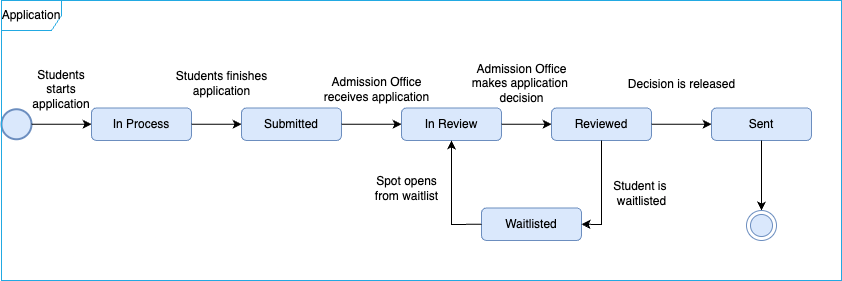 Application
Students
starts
application
Students finishes
application
Admission Office
receives application
Admission Office
makes application
decision
Decision is released
In Process
Submitted
In Review
Reviewed
Sent
Spot opens
from waitlist
Student is
waitlisted
Waitlisted